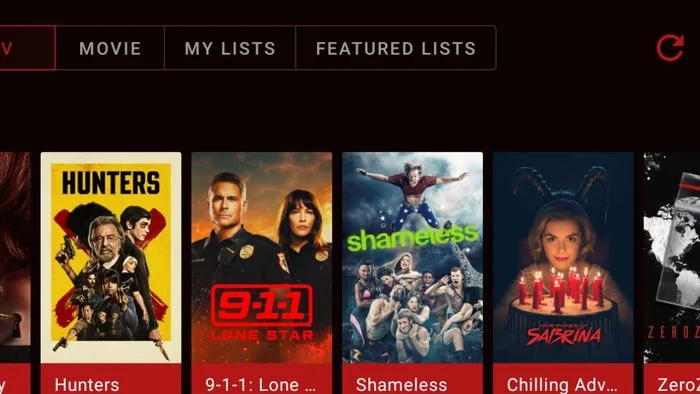 V
MOVIE
MY LISTS
FEATURED LISTS
HUNTERS
9-1-1
LONE STAR
shameless
SABRINA
ZEROZ
y
Hunters
9-1-1: Lone ...
Shameless
Chilling Adv...
ZeroZ